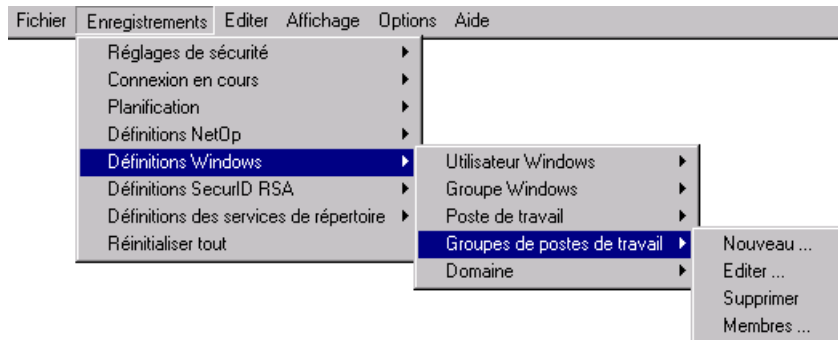 Fichier Enregistrements Editer Affichage Options Aide
Réglages de sécurité
Connexion en cours
Planification
Définitions NetOp
Définitions Windows
Définitions SecurID RSA
Définitions des services de répertoire
Réinitialiser tout
Utilisateur Windows
Groupe Windows
Poste de travail
Groupes de postes de travail
Domaine
Nouveau ...
Editer ...
Supprimer
Membres ...